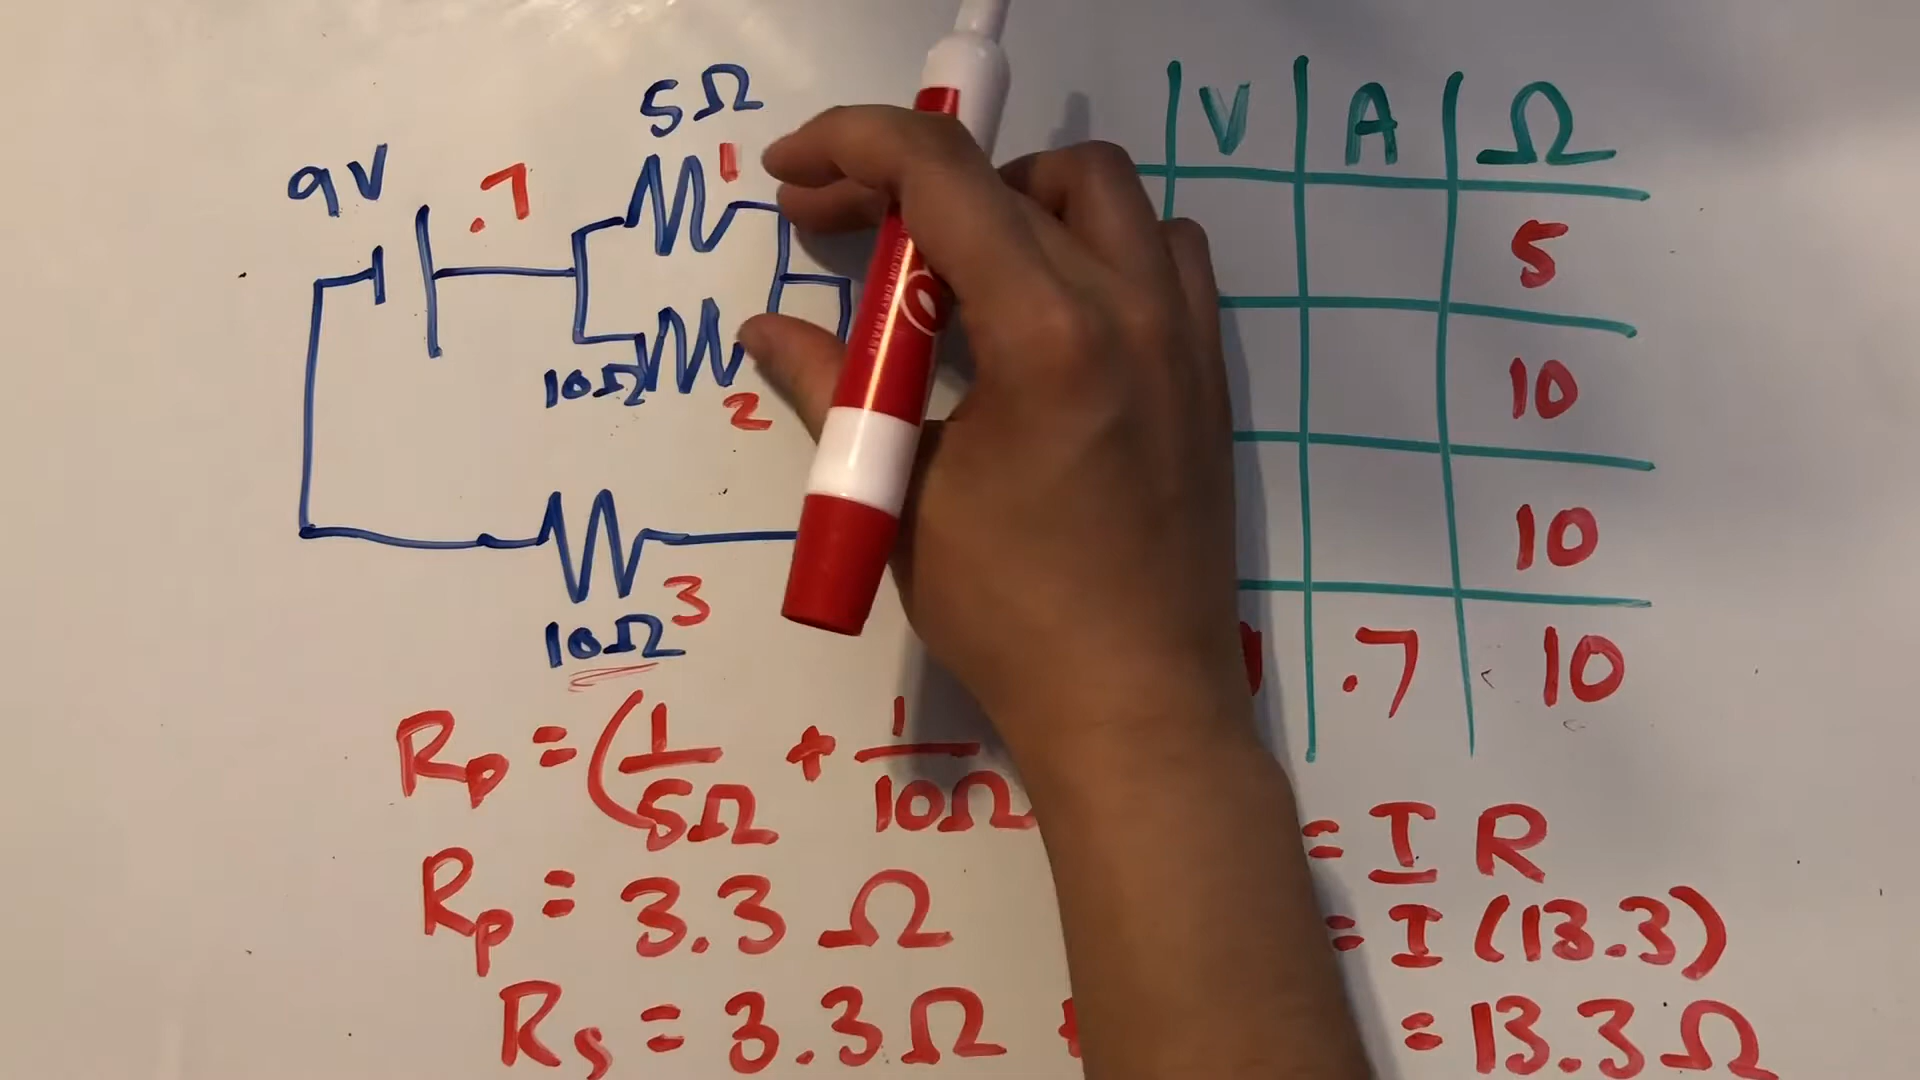 9V
.7
5Ω
1
10Ω
2
10Ω
3
V A Ω
5
10
10
.7 10
Rp = (1/5Ω + 1/10Ω
Rp = 3.3 Ω
Rs = 3.3Ω
= I R
= I (13.3)
= 13.3Ω